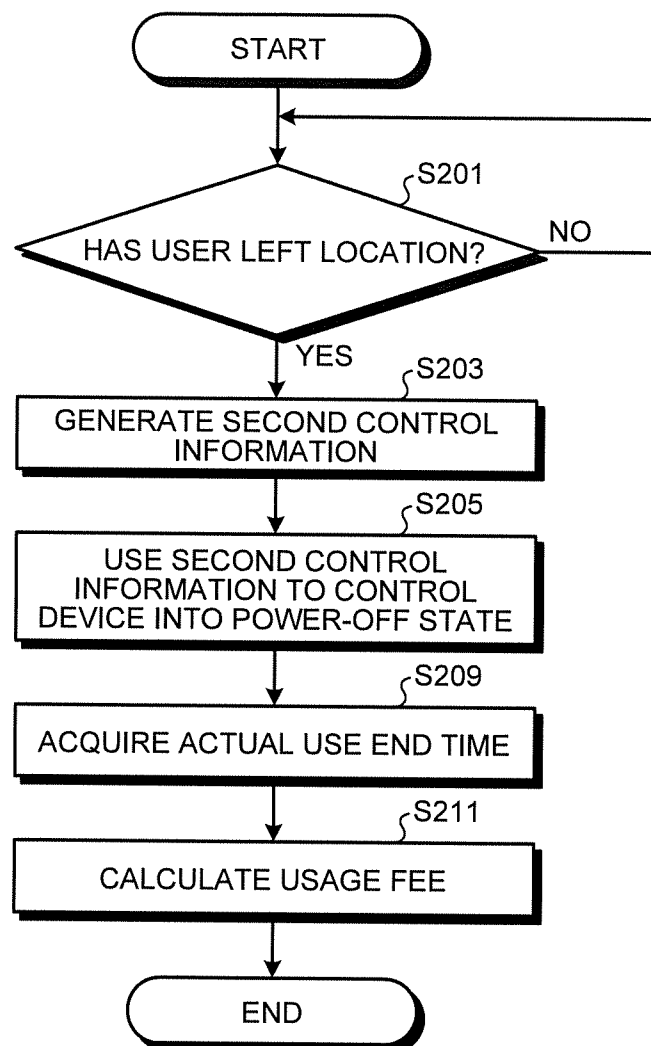 START
S201
HAS USER LEFT LOCATION?
NO
YES
S203
GENERATE SECOND CONTROL
INFORMATION
S205
USE SECOND CONTROL
INFORMATION TO CONTROL
DEVICE INTO POWER-OFF STATE
S209
ACQUIRE ACTUAL USE END TIME
S211
CALCULATE USAGE FEE
END